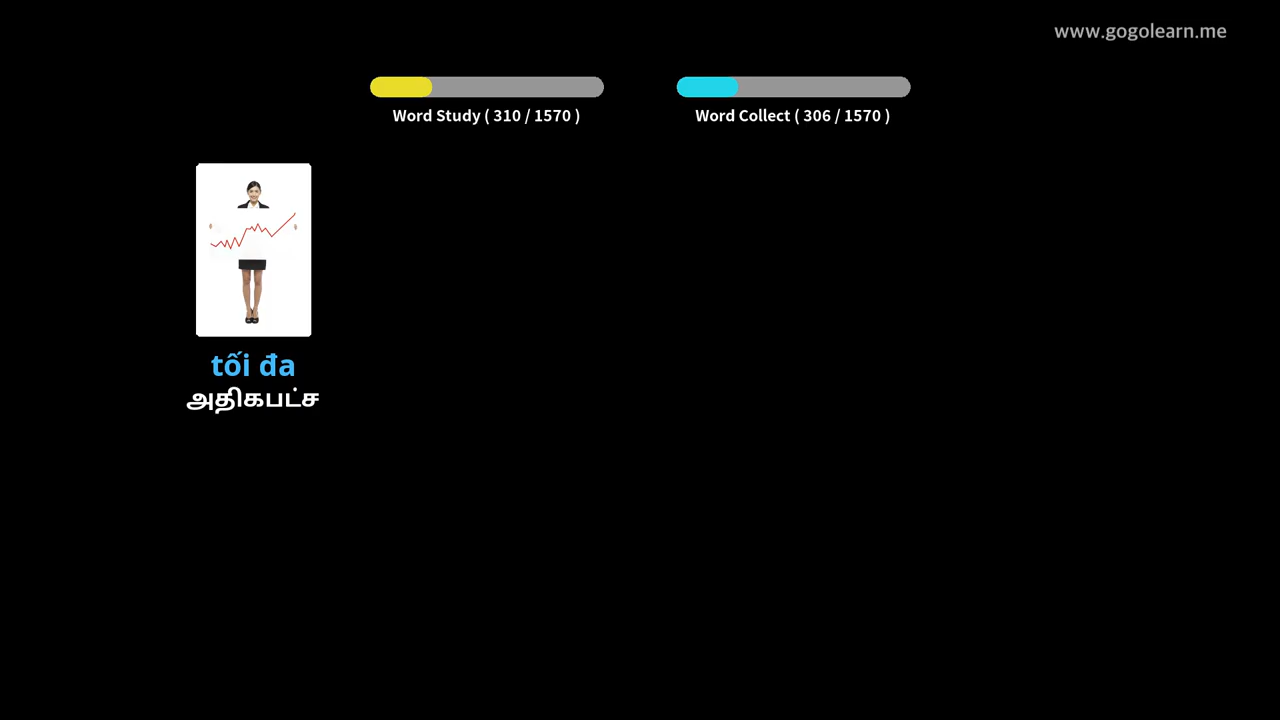 www.gogolearn.me
Word Study ( 310 / 1570 )
Word Collect ( 306 / 1570 )
tối đa
அதிகபட்ச